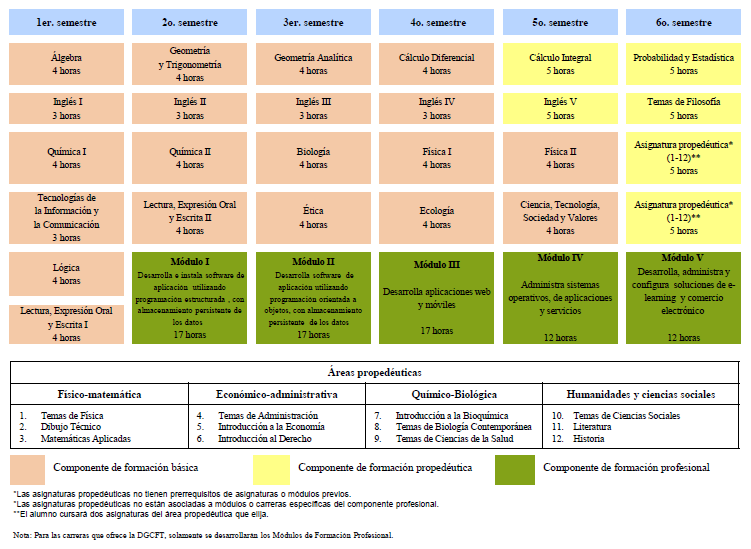 1er. semestre
2o. semestre
3er. semestre
4o. semestre
5o. semestre
6o. semestre
Álgebra
4 horas
Geometría
y Trigonometría
4 horas
Geometría Analítica
4 horas
Cálculo Diferencial
4 horas
Cálculo Integral
5 horas
Probabilidad y Estadística
5 horas
Inglés I
3 horas
Inglés II
3 horas
Inglés III
3 horas
Inglés IV
3 horas
Inglés V
5 horas
Temas de Filosofía
5 horas
Química I
4 horas
Química II
4 horas
Biología
4 horas
Física I
4 horas
Física II
4 horas
Asignatura propedéutica*
(1-12)**
5 horas
Tecnologías de
la Información y
la Comunicación
3 horas
Lectura, Expresión Oral
y Escrita II
4 horas
Ética
4 horas
Ecología
4 horas
Ciencia, Tecnología,
Sociedad y Valores
4 horas
Asignatura propedéutica*
(1-12)**
5 horas
Lógica
4 horas
Lectura, Expresión Oral
y Escrita I
4 horas
Módulo I
Desarrolla e instala software de
aplicación utilizando
programación estructurada , con
almacenamiento persistente de
los datos
17 horas
Módulo II
Desarrolla software de
aplicación utilizando
programación orientada a
objetos, con almacenamiento
persistente de los datos
17 horas
Módulo III
Desarrolla aplicaciones web
y móviles
17 horas
Módulo IV
Administra sistemas
operativos, de aplicaciones
y servicios
12 horas
Módulo V
Desarrolla, administra y
configura soluciones de e-
learning y comercio
electrónico
12 horas
Áreas propedéuticas
Físico-matemática
Económico-administrativa
Químico-Biológica
Humanidades y ciencias sociales
1. Temas de Física
2. Dibujo Técnico
3. Matemáticas Aplicadas
4. Temas de Administración
5. Introducción a la Economía
6. Introducción al Derecho
7. Introducción a la Bioquímica
8. Temas de Biología Contemporánea
9. Temas de Ciencias de la Salud
10. Temas de Ciencias Sociales
11. Literatura
12. Historia
Componente de formación básica
Componente de formación propedéutica
Componente de formación profesional
*Las asignaturas propedéuticas no tienen prerrequisitos de asignaturas o módulos previos.
*Las asignaturas propedéuticas no están asociadas a módulos o carreras específicas del componente profesional.
**El alumno cursará dos asignaturas del área propedéutica que elija.
Nota: Para las carreras que ofrece la DGCFT, solamente se desarrollarán los Módulos de Formación Profesional.